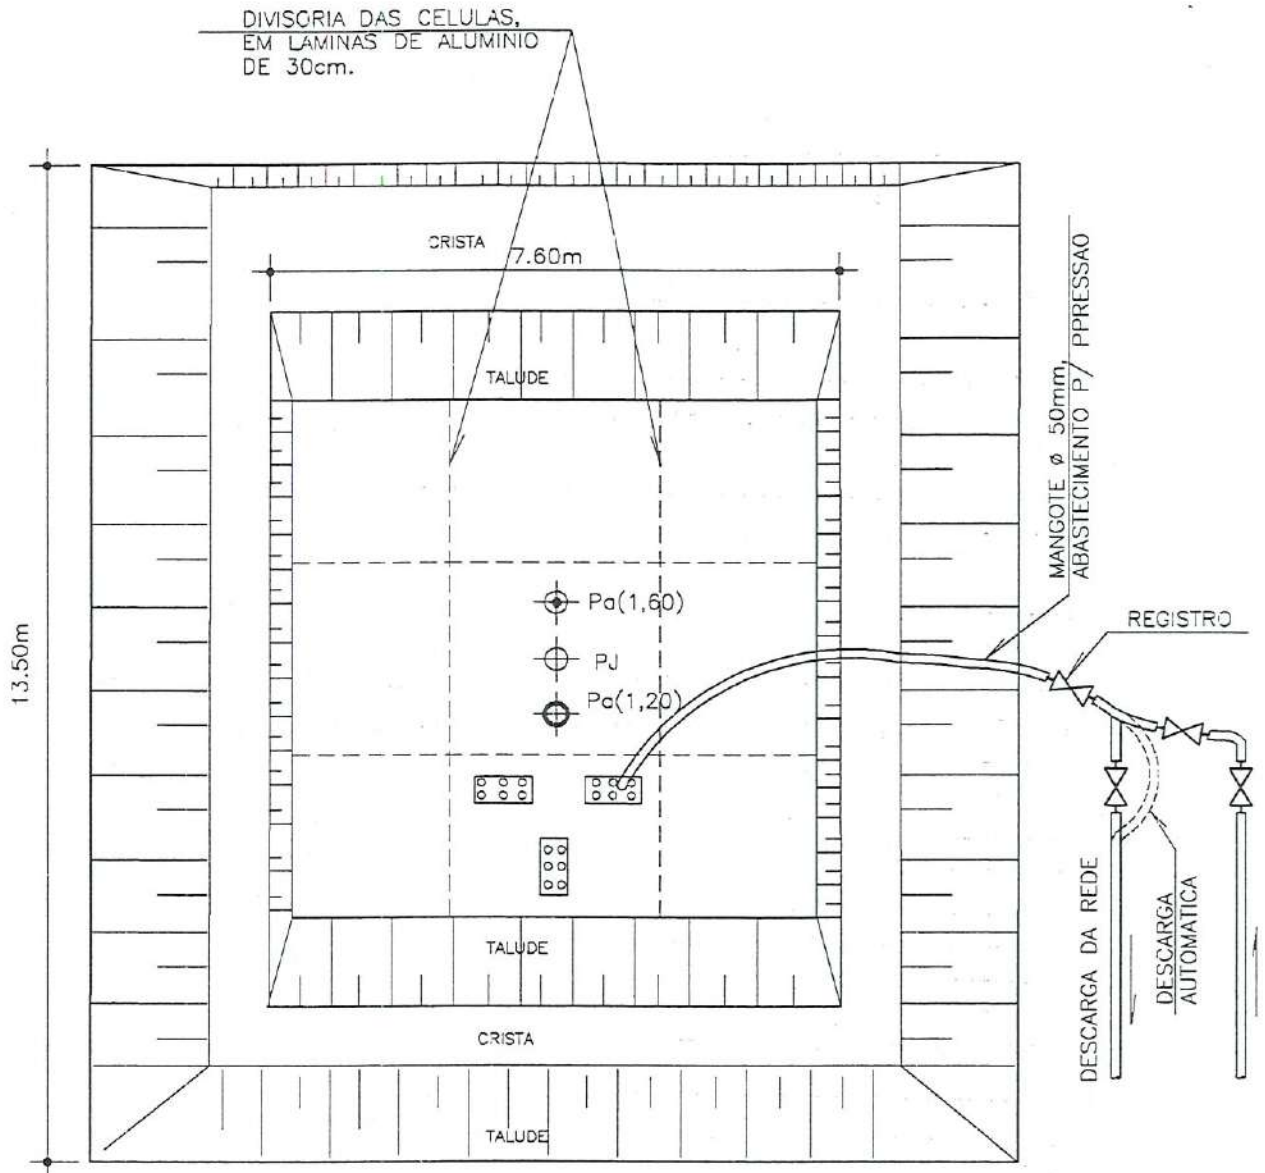 DIVISORIA DAS CELULAS,
EM LAMINAS DE ALUMINIO
DE 30cm.
CRISTA
7.60m
TALUDE
13.50m
Pa(1,60)
PJ
Pa(1,20)
MANGOTE ø 50mm,
ABASTECIMENTO P/ PPRESSAO
REGISTRO
TALUDE
DESCARGA DA REDE
DESCARGA
AUTOMATICA
CRISTA
TALUDE